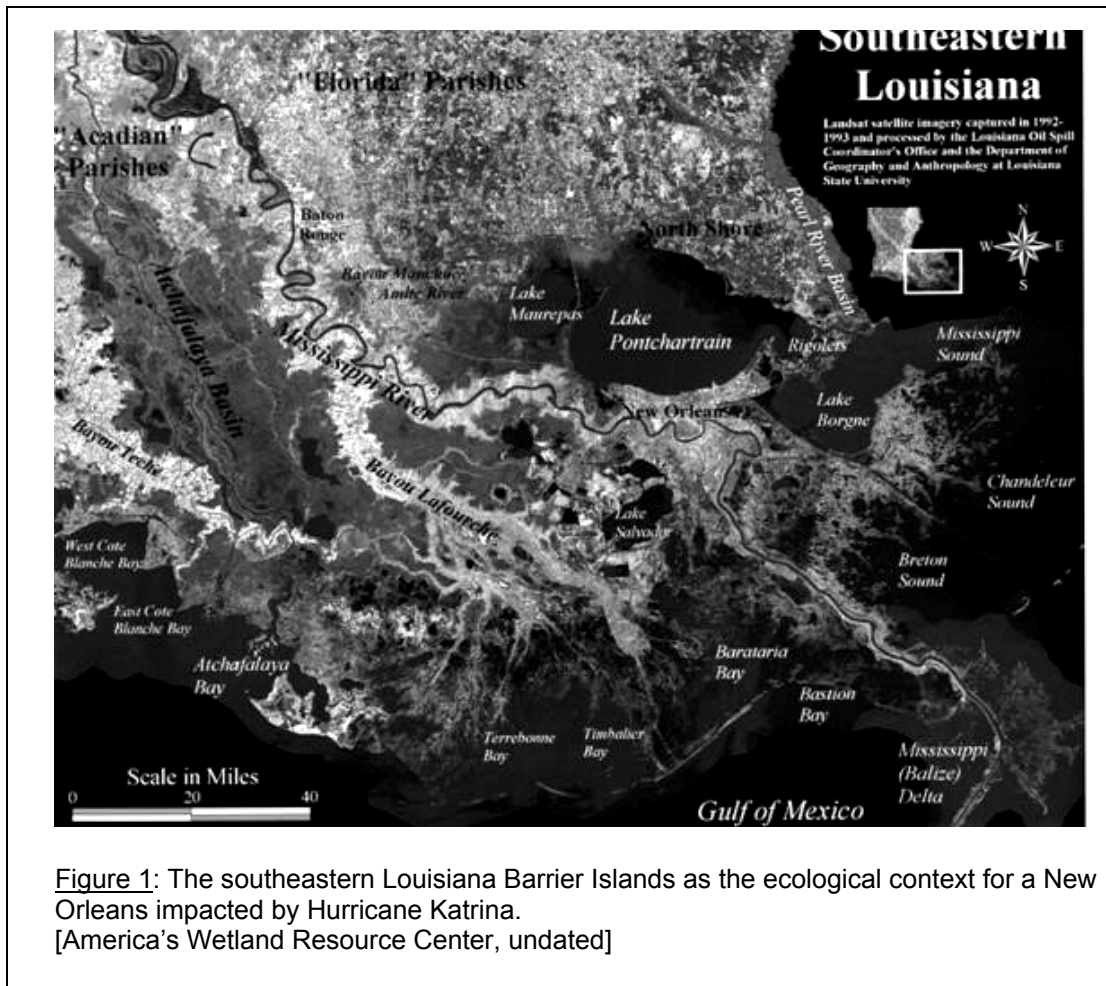 Southeastern
Louisiana
Landsat satellite imagery captured in 1992-
1993 and processed by the Louisiana Oil Spill
Coordinator's Office and the Department of
Geography and Anthropology at Louisiana
State University
"Florida" Parishes
"Acadian"
Parishes
Baton
Rouge
North Shore
Pearl River Basin
N
W
E
S
Bayou Manchac
Amite River
Lake
Maurepas
Lake
Pontchartrain
Rigolets
Mississippi
Sound
Atchafalaya Basin
Mississippi River
New Orleans
Lake
Borgne
Bayou Teche
Bayou Lafourche
Lake
Salvador
Chandeleur
Sound
West Cote
Blanche Bay
Breton
Sound
East Cote
Blanche Bay
Atchafalaya
Bay
Barataria
Bay
Bastion
Bay
Terrebonne
Bay
Timbalier
Bay
Mississippi
(Balize)
Delta
Scale in Miles
0 20 40
Gulf of Mexico
Figure 1: The southeastern Louisiana Barrier Islands as the ecological context for a New
Orleans impacted by Hurricane Katrina.
[America's Wetland Resource Center, undated]